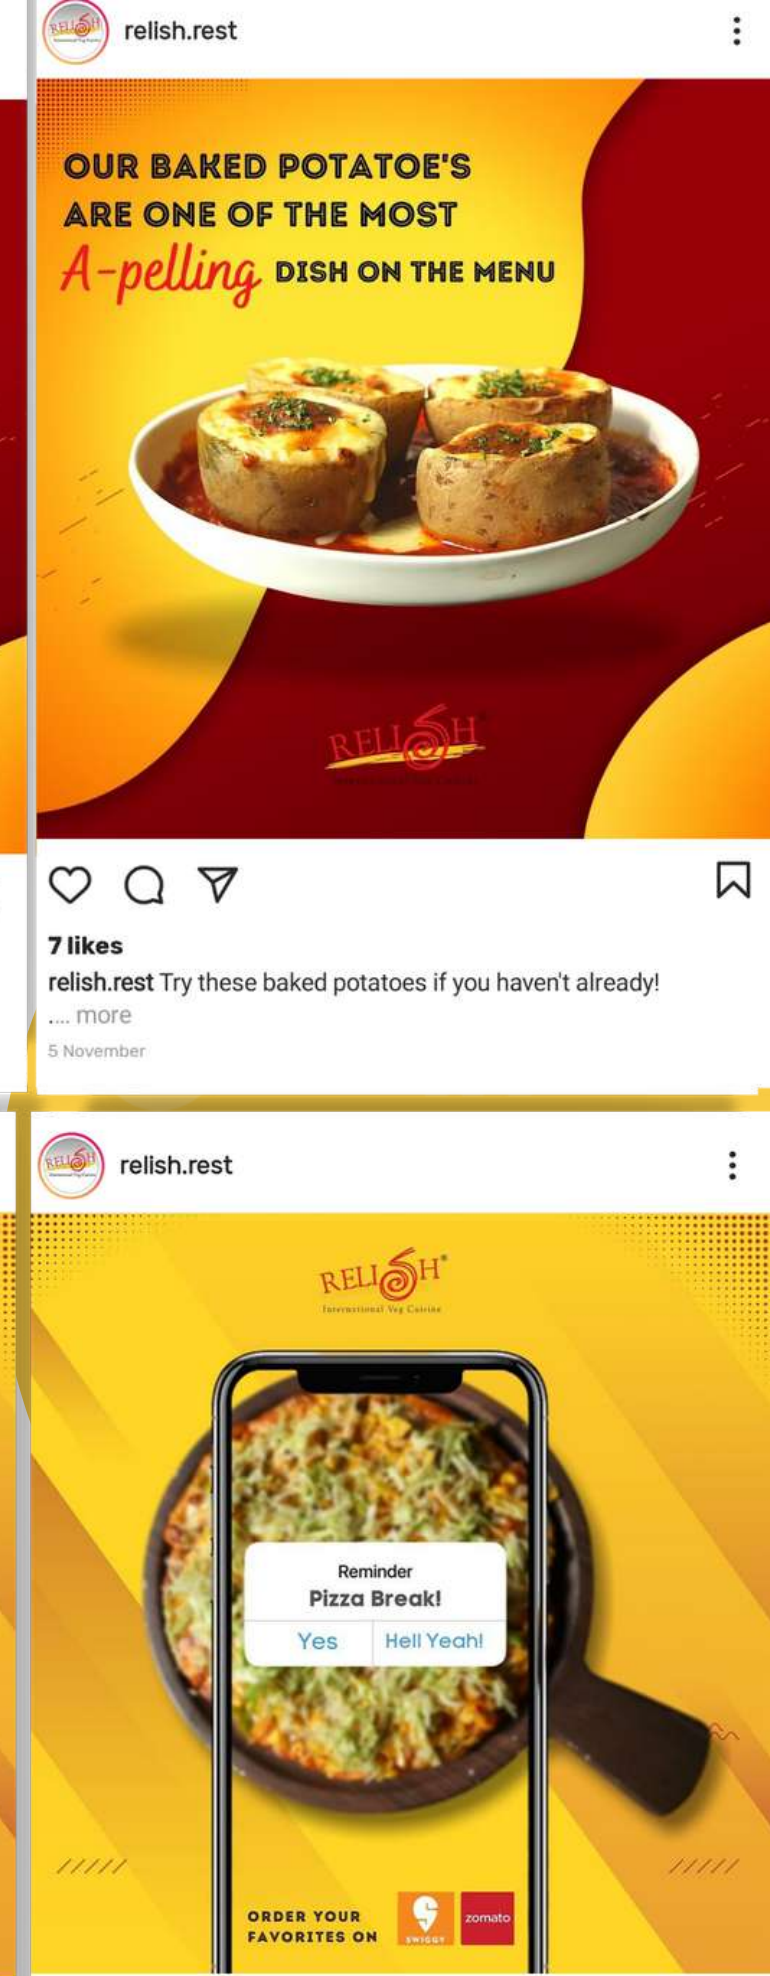 RELISH
relish.rest
OUR BAKED POTATOE'S
ARE ONE OF THE MOST
A-pelling DISH ON THE MENU
RELISH
7 likes
relish.rest Try these baked potatoes if you haven't already!
.... more
5 November
RELISH
relish.rest
RELISH®
International Veg Cuisine
Reminder
Pizza Break!
Yes
Hell Yeah!
ORDER YOUR
FAVORITES ON
SWIGGY
zomato